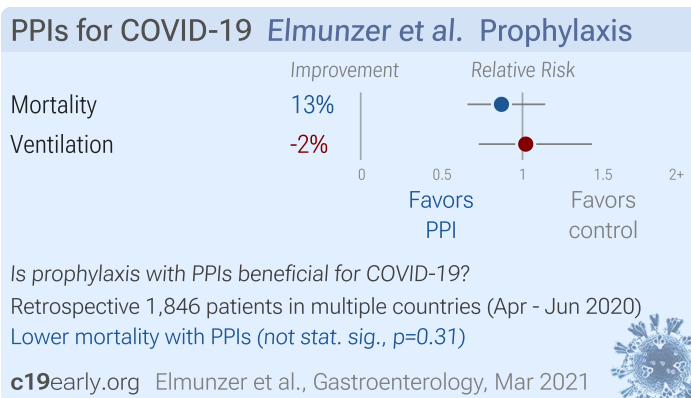 PPIs for COVID-19 Elmunzer et al. Prophylaxis
Improvement Relative Risk
Mortality 13%
Ventilation -2%
0 0.5 1 1.5 2+
Favors PPI
Favors control
Is prophylaxis with PPIs beneficial for COVID-19?
Retrospective 1,846 patients in multiple countries (Apr - Jun 2020)
Lower mortality with PPIs (not stat. sig., p=0.31)
c19early.org Elmunzer et al., Gastroenterology, Mar 2021